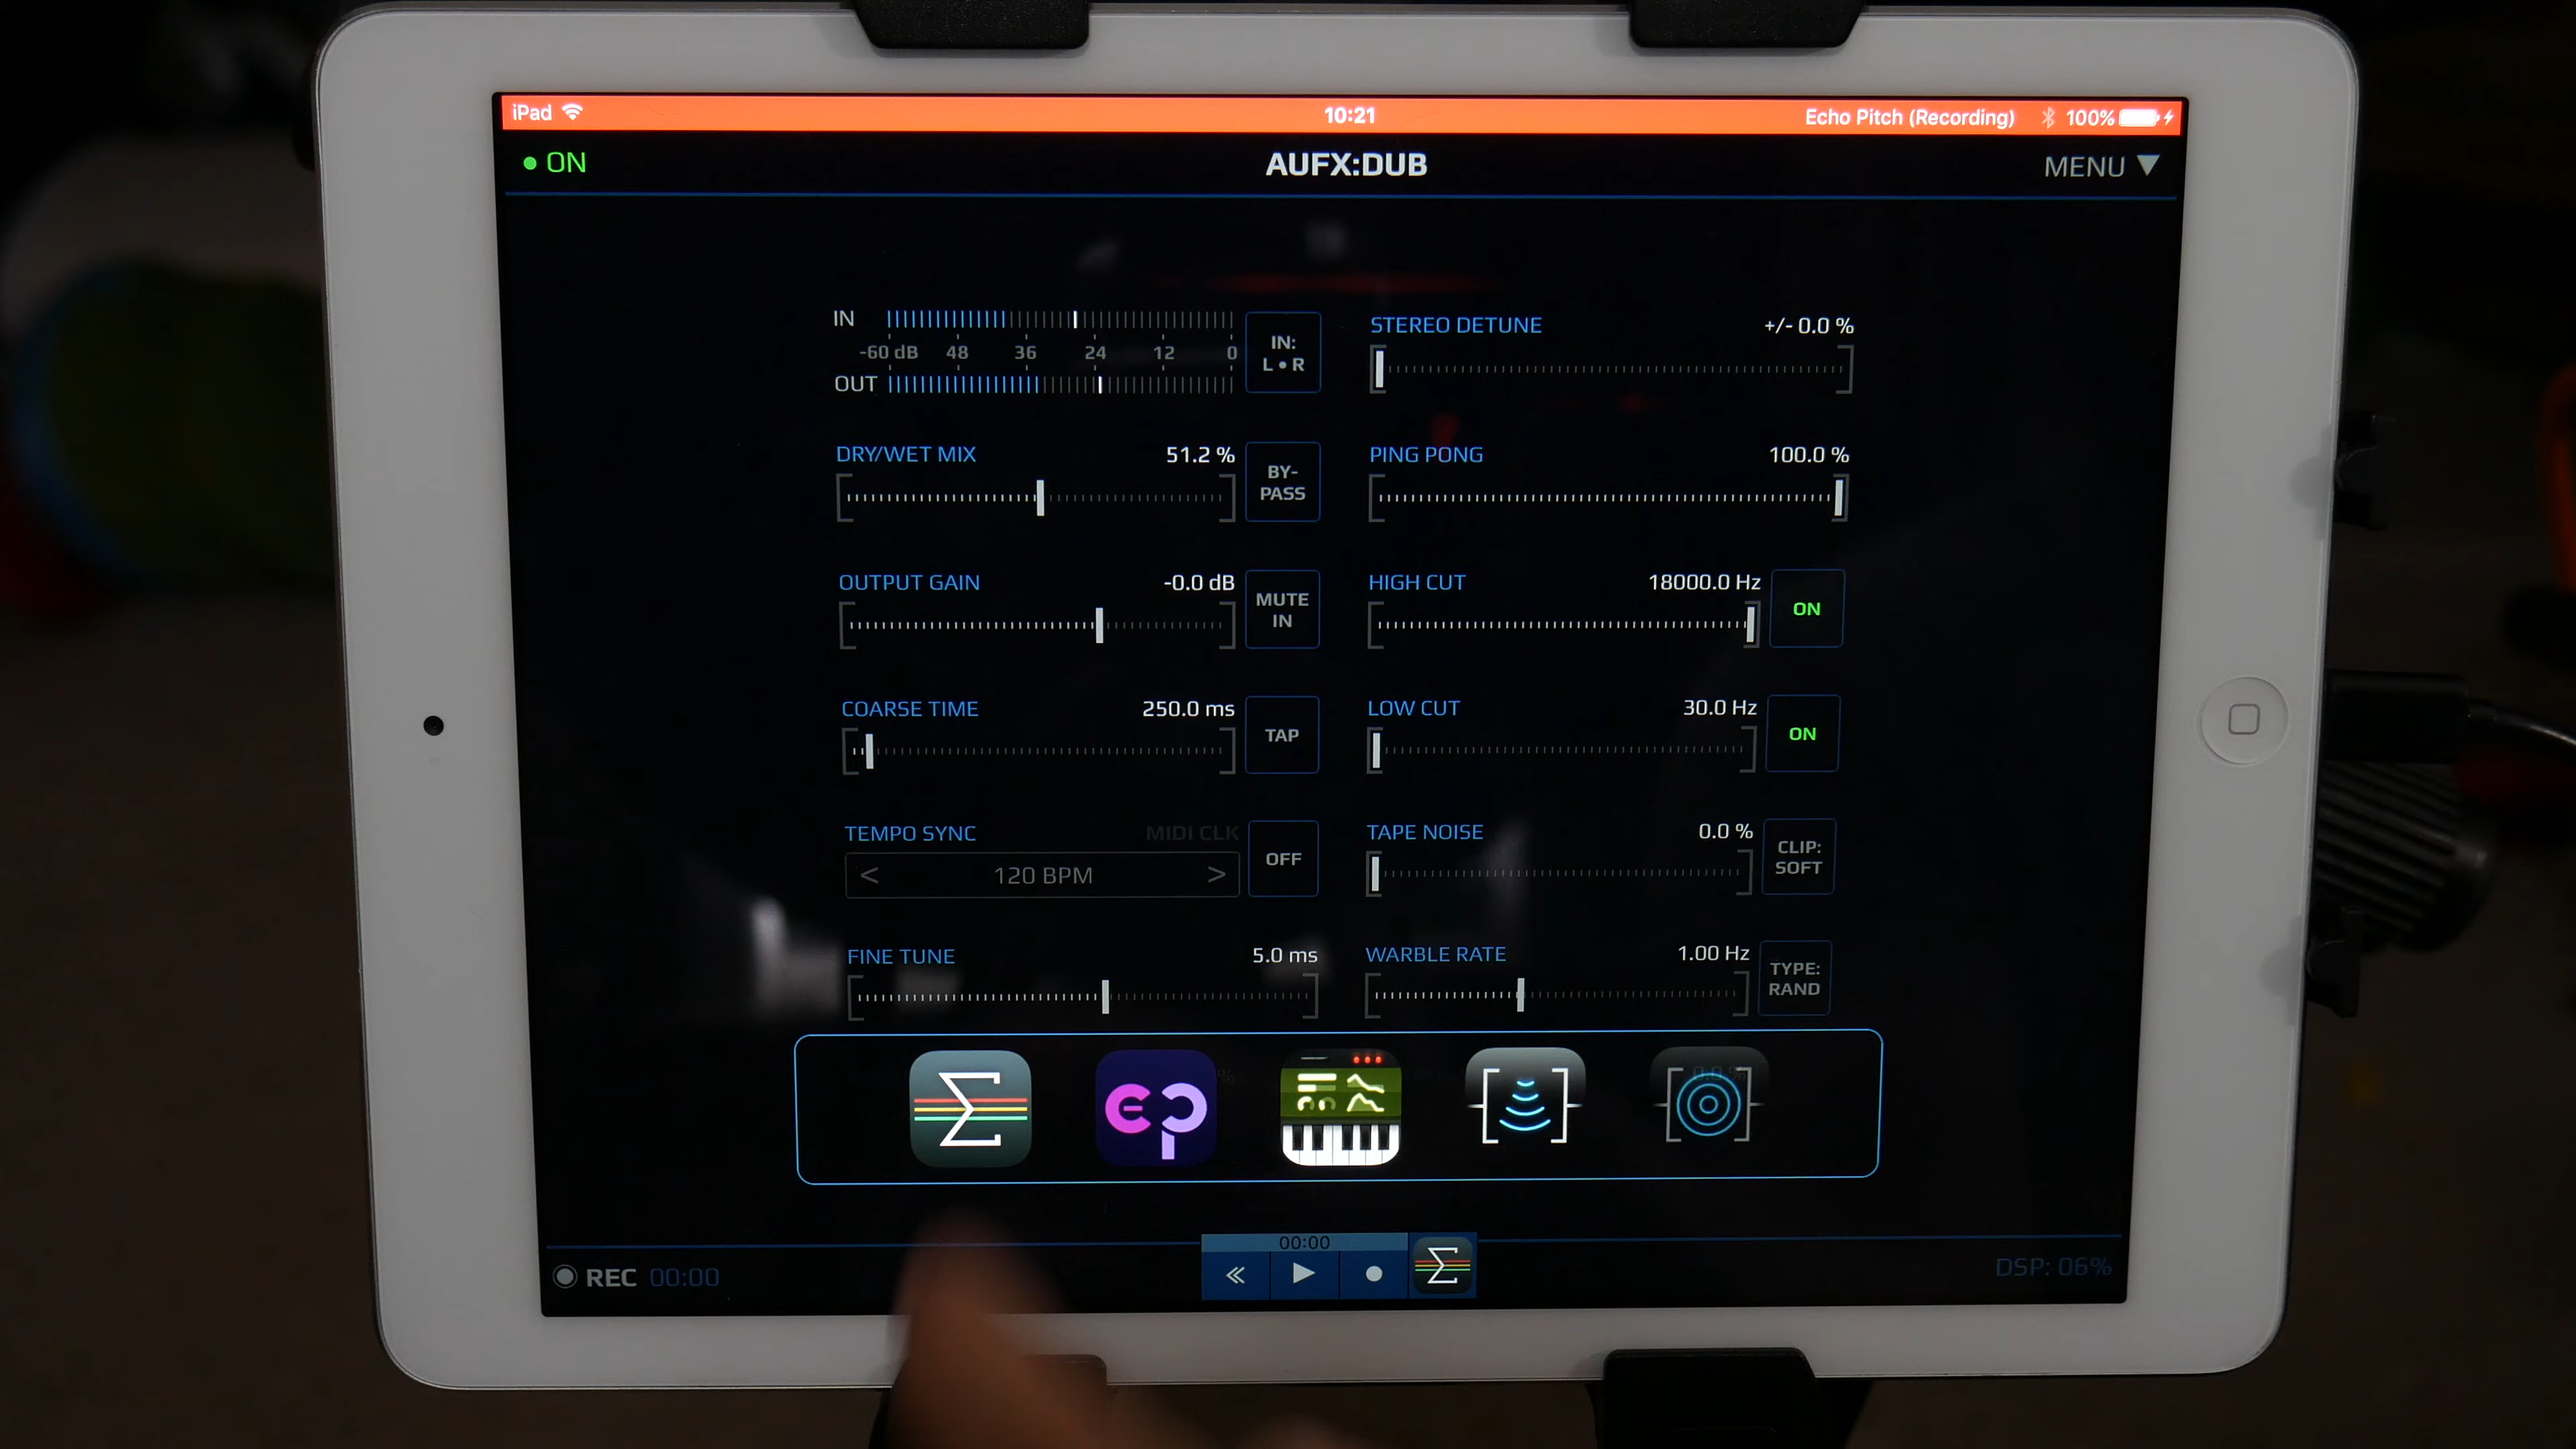 iPad 10:21 Echo Pitch (Recording) 100%
ON AUFX:DUB MENU
IN
-60 dB 48 36 24 12 0
OUT
IN:
L • R
STEREO DETUNE +/- 0.0 %
DRY/WET MIX 51.2 %
BY-
PASS
PING PONG 100.0 %
OUTPUT GAIN -0.0 dB
MUTE
IN
HIGH CUT 18000.0 Hz
ON
COARSE TIME 250.0 ms
TAP
LOW CUT 30.0 Hz
ON
TEMPO SYNC MIDI CLK
< 120 BPM >
OFF
TAPE NOISE 0.0 %
CLIP:
SOFT
FINE TUNE 5.0 ms
WARBLE RATE 1.00 Hz
TYPE:
RAND
Σ ep
0.0 %
00:00
REC 00:00
Σ
DSP: 06%